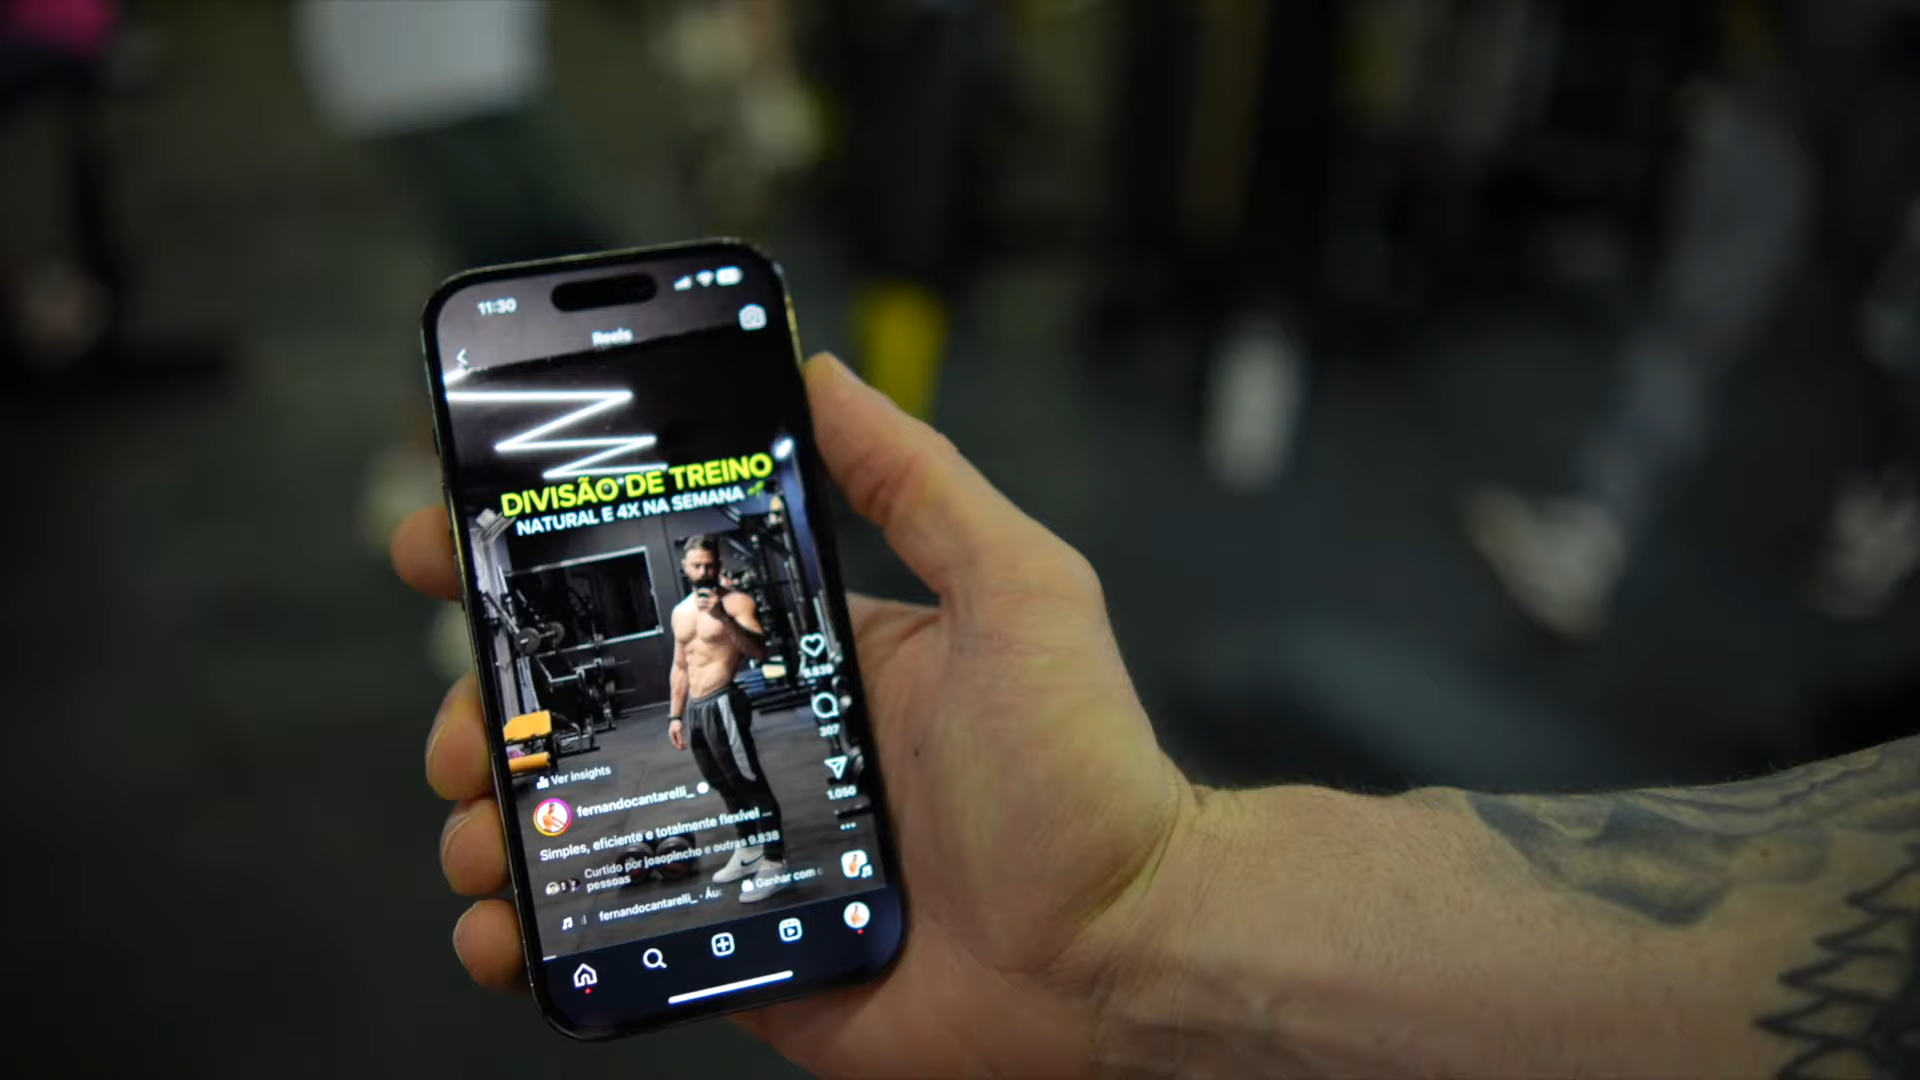 11:30
Reels
DIVISÃO DE TREINO
NATURAL E 4X NA SEMANA
9.839
307
Ver insights
1.050
fernandocantarelli_
Simples, eficiente e totalmente flexível ...
Curtido por joaopincho e outras 9.838
pessoas
fernandocantarelli_ · Áu
Ganhar com